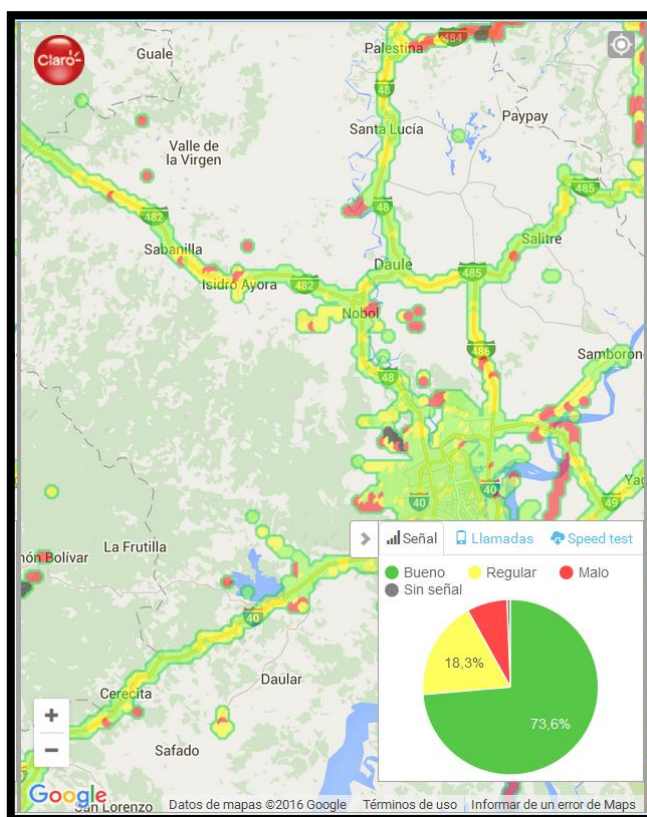 Claro
Guale
Palestina
484
48
Paypay
Santa Lucía
Valle de
la Virgen
485
48
482
Salitre
Sabanilla
Daule
485
Isidro Ayora
482
Nobol
486
Samborond
48
40
40
49
La Frutilla
món Bolívar
40
Daular
Cerecita
Safado
San Lorenzo
Señal
Llamadas
Speed test
Bueno
Regular
Malo
Sin señal
18,3%
73,6%
+
−
Google
Datos de mapas ©2016 Google
Términos de uso
Informar de un error de Maps